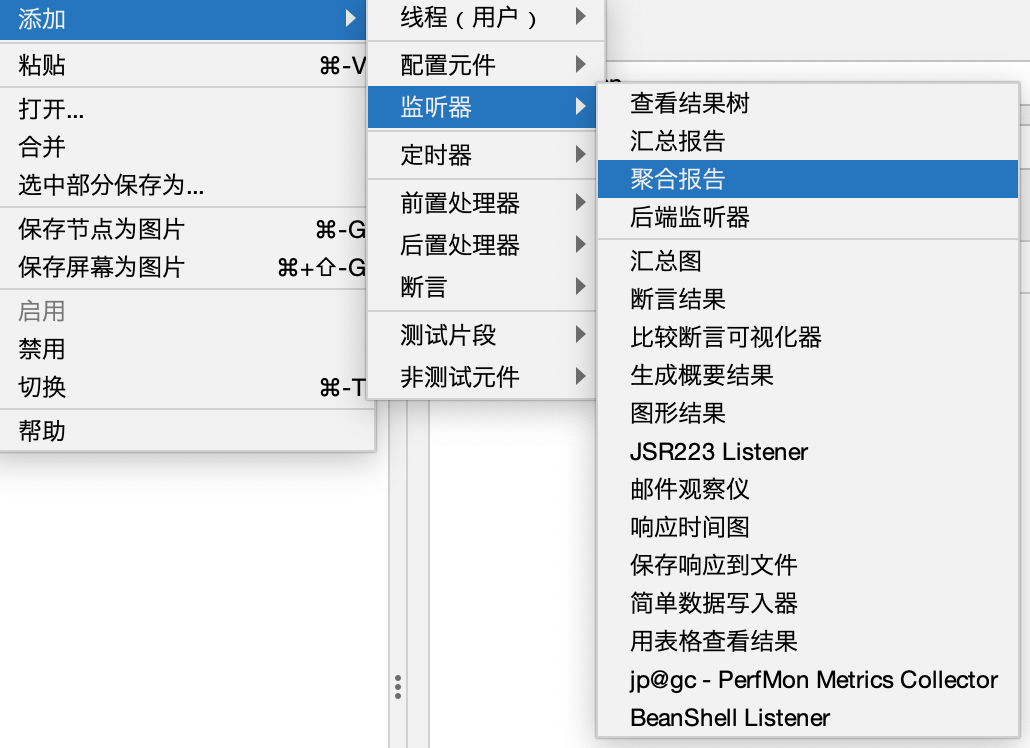 添加
粘贴 ⌘-V
打开...
合并
选中部分保存为...
保存节点为图片 ⌘-G
保存屏幕为图片 ⌘+⇧-G
启用
禁用
切换 ⌘-T
帮助
线程（用户）
配置元件
监听器
定时器
前置处理器
后置处理器
断言
测试片段
非测试元件
查看结果树
汇总报告
聚合报告
后端监听器
汇总图
断言结果
比较断言可视化器
生成概要结果
图形结果
JSR223 Listener
邮件观察仪
响应时间图
保存响应到文件
简单数据写入器
用表格查看结果
jp@gc - PerfMon Metrics Collector
BeanShell Listener